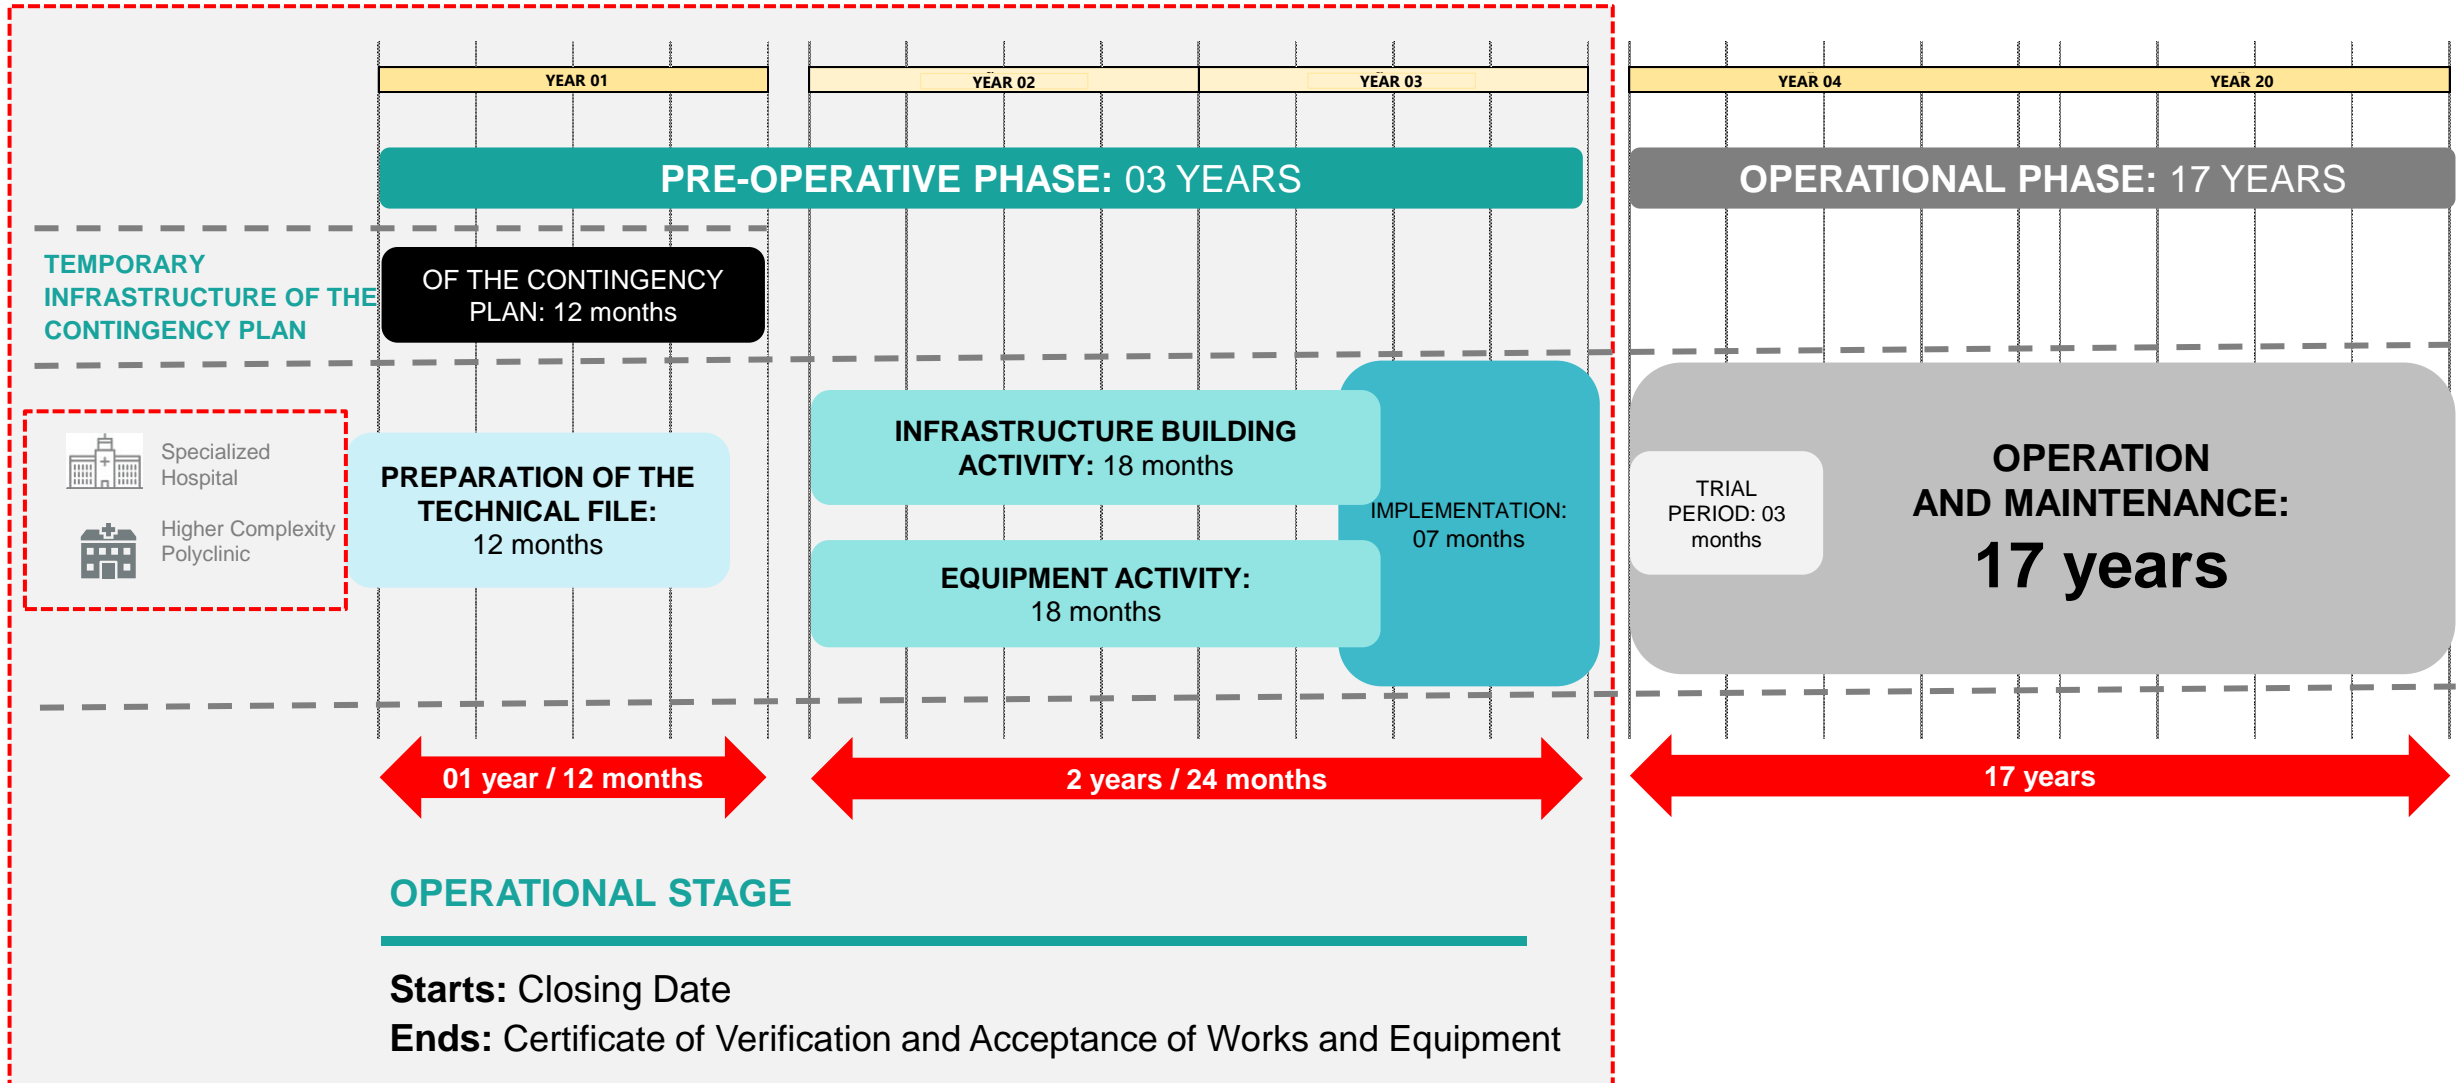 YEAR 01
YEAR 02
YEAR 03
YEAR 04
YEAR 20
PRE-OPERATIVE PHASE: 03 YEARS
OPERATIONAL PHASE: 17 YEARS
TEMPORARY
INFRASTRUCTURE OF THE
CONTINGENCY PLAN
OF THE CONTINGENCY
PLAN: 12 months
Specialized
Hospital
Higher Complexity
Polyclinic
PREPARATION OF THE
TECHNICAL FILE:
12 months
INFRASTRUCTURE BUILDING
ACTIVITY: 18 months
EQUIPMENT ACTIVITY:
18 months
IMPLEMENTATION:
07 months
TRIAL
PERIOD: 03
months
OPERATION
AND MAINTENANCE:
17 years
01 year / 12 months
2 years / 24 months
17 years
OPERATIONAL STAGE
Starts: Closing Date
Ends: Certificate of Verification and Acceptance of Works and Equipment